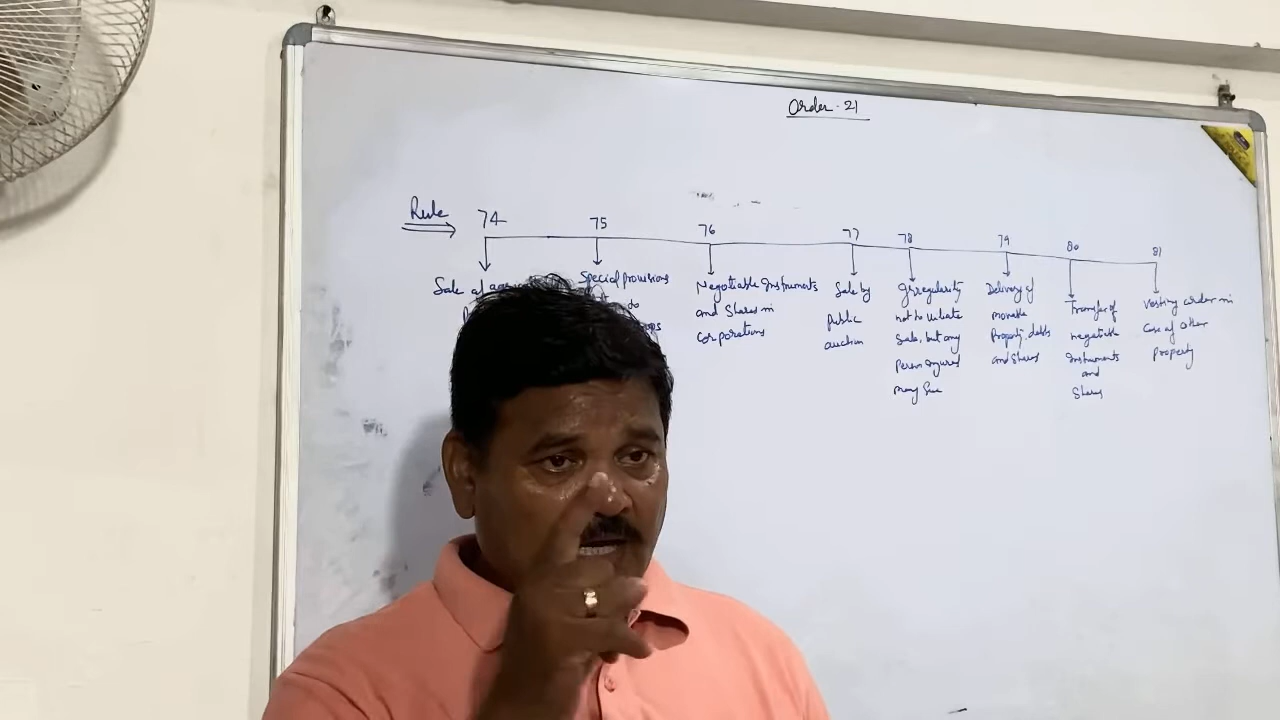 Order - 21
Rule 74 75 76 77 78 79 80 81
Sale of
Special provisions
Negotiable Instruments
and Shares in
corporations
Sale by
Public
auction
Irregularity
not to vitiate
Sale, but any
Person injured
may Sue
Delivery of
movable
Property, debts
and Shares
Transfer of
negotiable
Instruments
and
Shares
Vesting order in
Case of other
Property